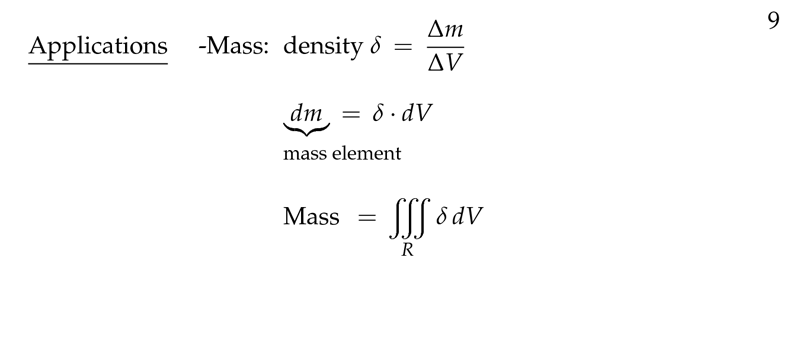 9
Applications -Mass: density δ = Δm/ΔV
dm = δ · dV
mass element
Mass = ∭_R δ dV